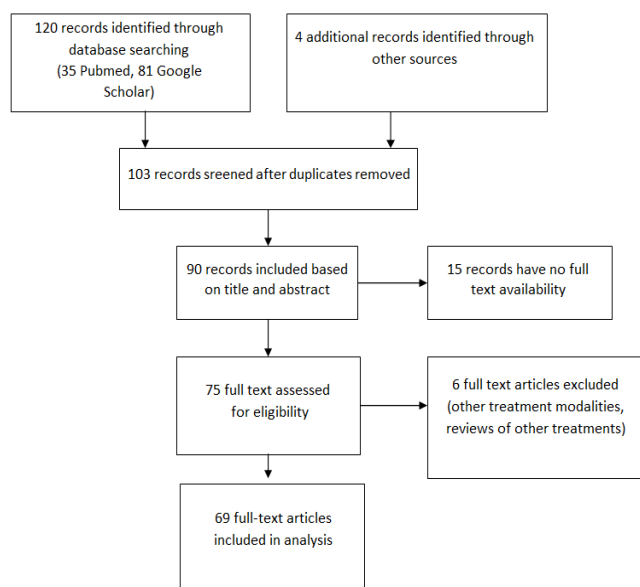 120 records identified through
database searching
(35 Pubmed, 81 Google
Scholar)
4 additional records identified through
other sources
103 records sreened after duplicates removed
90 records included based
on title and abstract
15 records have no full
text availability
75 full text assessed
for eligibility
6 full text articles excluded
(other treatment modalities,
reviews of other treatments)
69 full-text articles
included in analysis